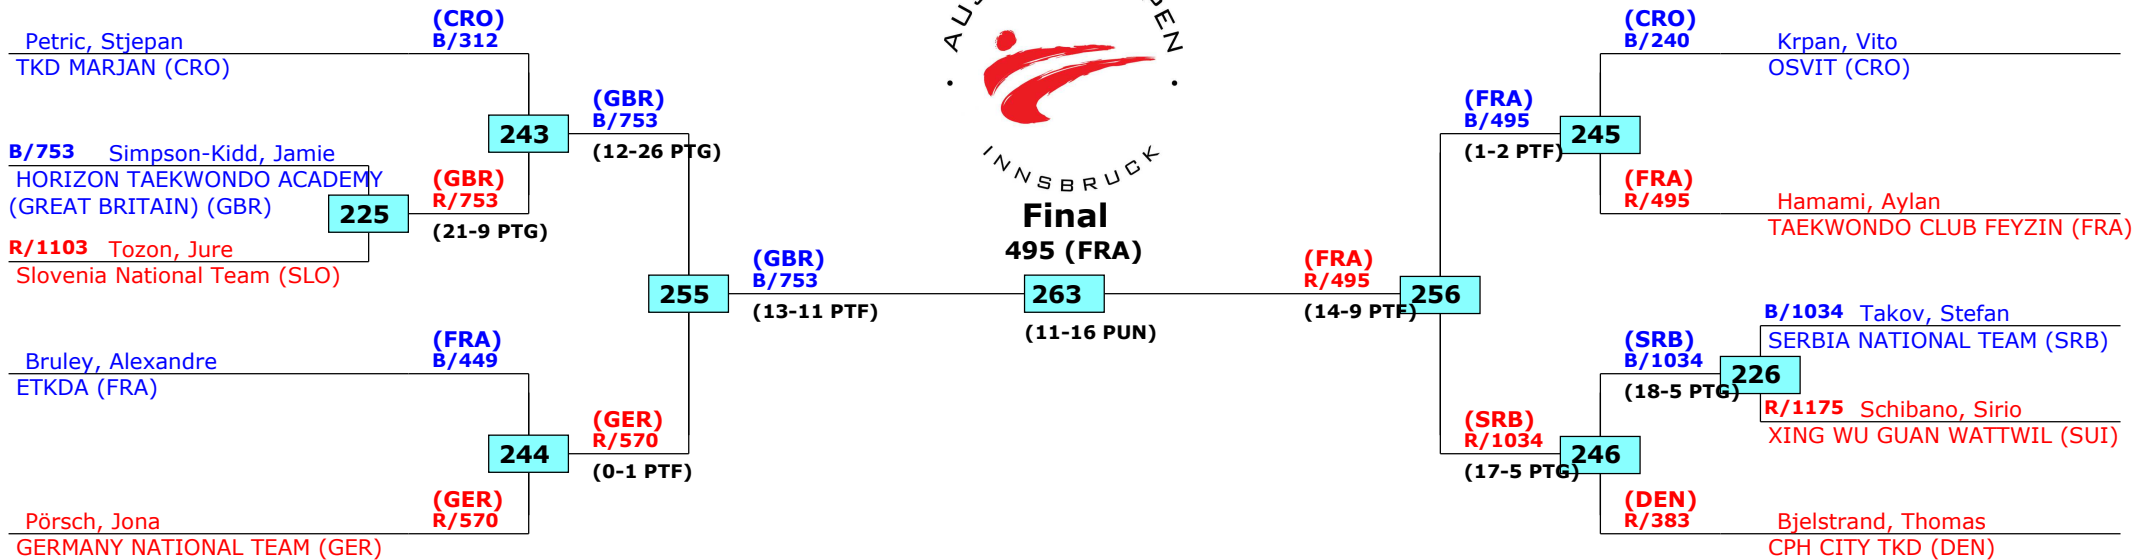 (CRO)
Petric, Stjepan B/312
TKD MARJAN (CRO)
243
(GBR)
B/753
(12-26 PTG)
B/753 Simpson-Kidd, Jamie
HORIZON TAEKWONDO ACADEMY
(GREAT BRITAIN) (GBR)
225
(GBR)
R/753
(21-9 PTG)
R/1103 Tozon, Jure
Slovenia National Team (SLO)
255
(GBR)
B/753
(13-11 PTF)
(FRA)
Bruley, Alexandre B/449
ETKDA (FRA)
244
(GER)
R/570
(0-1 PTF)
(GER)
Pörsch, Jona R/570
GERMANY NATIONAL TEAM (GER)
INNSBRUCK
Final
495 (FRA)
263
(11-16 PUN)
(CRO)
B/240 Krpan, Vito
OSVIT (CRO)
(FRA)
B/495
(1-2 PTF)
245
(FRA)
R/495 Hamami, Aylan
TAEKWONDO CLUB FEYZIN (FRA)
(FRA)
R/495
(14-9 PTF)
256
B/1034 Takov, Stefan
SERBIA NATIONAL TEAM (SRB)
(SRB)
B/1034
(18-5 PTG)
226
R/1175 Schibano, Sirio
XING WU GUAN WATTWIL (SUI)
(SRB)
R/1034
(17-5 PTG)
246
(DEN)
R/383 Bjelstrand, Thomas
CPH CITY TKD (DEN)